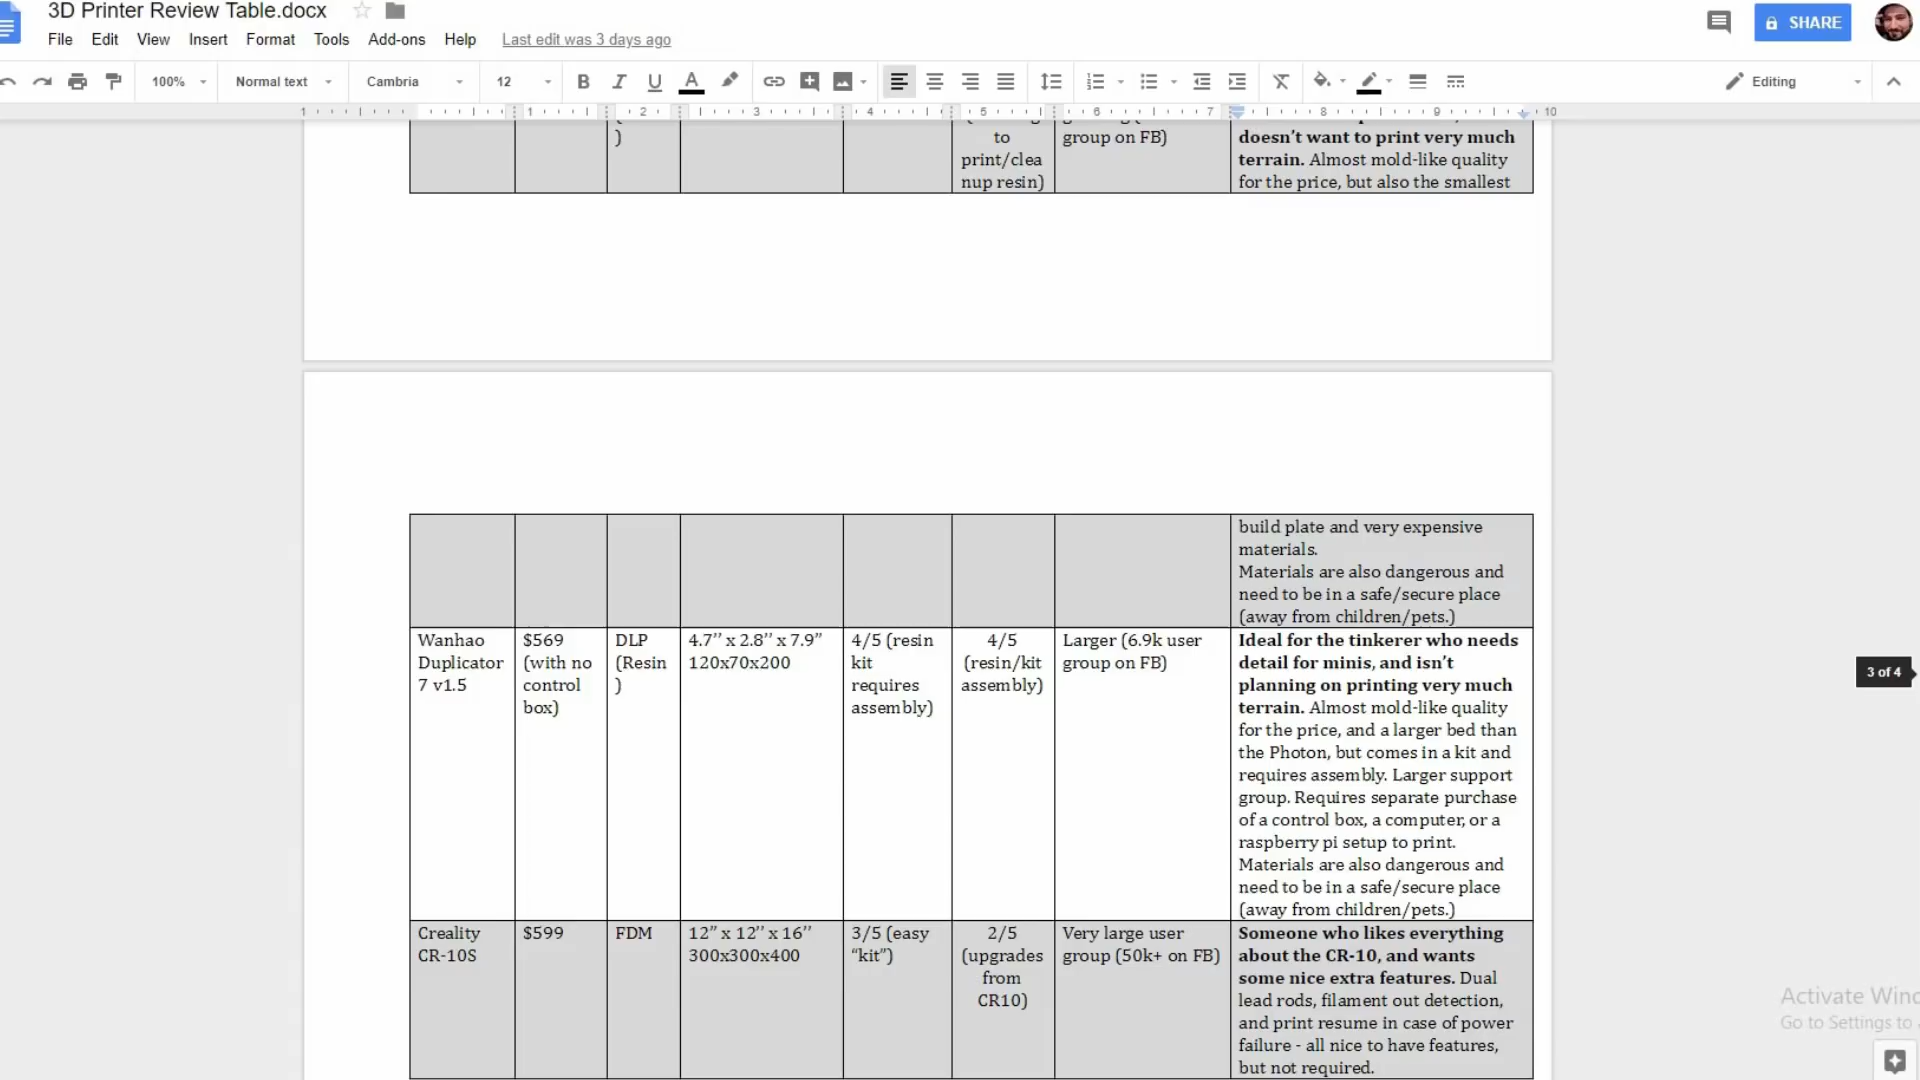 3D Printer Review Table.docx
File Edit View Insert Format Tools Add-ons Help Last edit was 3 days ago
SHARE
100% Normal text Cambria 12 B I U A Editing
1 1 2 3 4 5 6 7 8 9 10
)
to
print/clea
nup resin)
group on FB)
doesn't want to print very much
terrain. Almost mold-like quality
for the price, but also the smallest
build plate and very expensive
materials.
Materials are also dangerous and
need to be in a safe/secure place
(away from children/pets.)
Wanhao
Duplicator
7 v1.5
$569
(with no
control
box)
DLP
(Resin
)
4.7’’ x 2.8’’ x 7.9”
120x70x200
4/5 (resin
kit
requires
assembly)
4/5
(resin/kit
assembly)
Larger (6.9k user
group on FB)
Ideal for the tinkerer who needs
detail for minis, and isn’t
planning on printing very much
terrain. Almost mold-like quality
for the price, and a larger bed than
the Photon, but comes in a kit and
requires assembly. Larger support
group. Requires separate purchase
of a control box, a computer, or a
raspberry pi setup to print.
Materials are also dangerous and
need to be in a safe/secure place
(away from children/pets.)
Creality
CR-10S
$599
FDM
12” x 12’’ x 16’’
300x300x400
3/5 (easy
“kit”)
2/5
(upgrades
from
CR10)
Very large user
group (50k+ on FB)
Someone who likes everything
about the CR-10, and wants
some nice extra features. Dual
lead rods, filament out detection,
and print resume in case of power
failure - all nice to have features,
but not required.
3 of 4
Activate Win
Go to Settings to